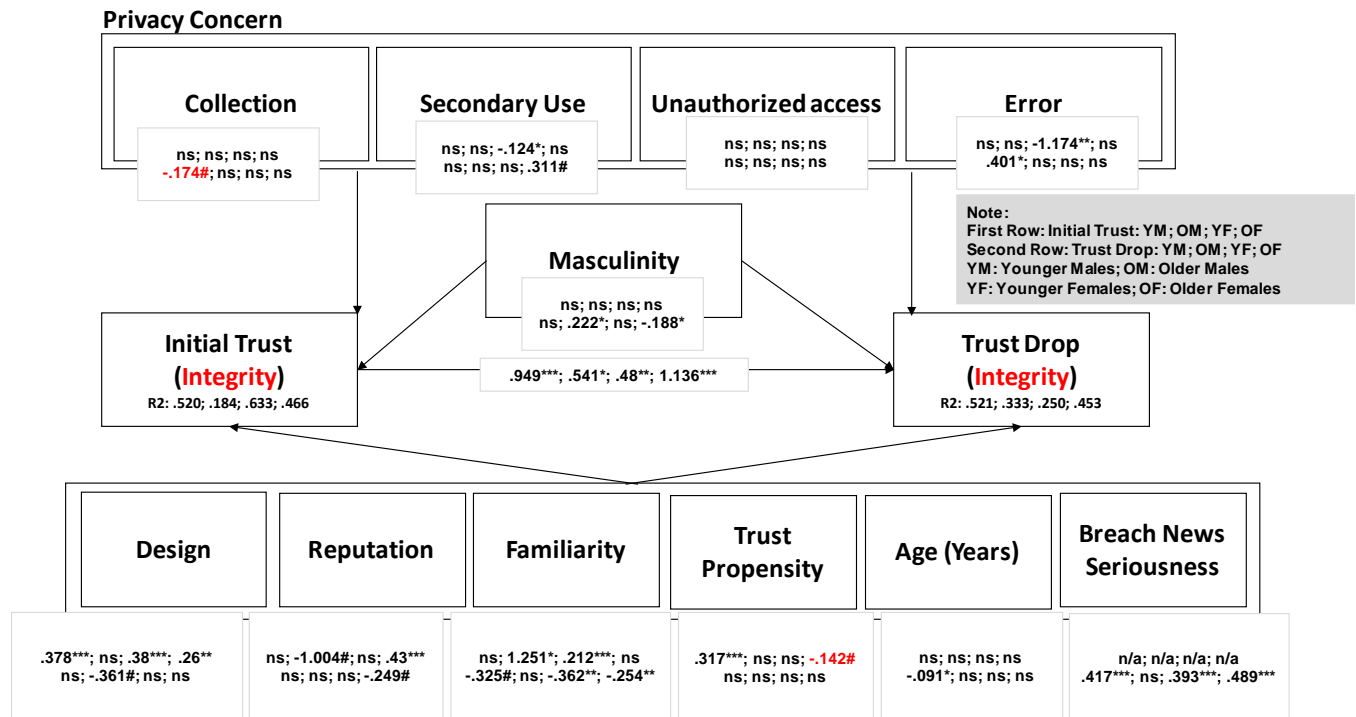 Privacy Concern
Collection
ns; ns; ns; ns
-.174#; ns; ns; ns
Secondary Use
ns; ns; -.124*; ns
ns; ns; ns; .311#
Unauthorized access
ns; ns; ns; ns
ns; ns; ns; ns
Error
ns; ns; -1.174**; ns
.401*; ns; ns; ns
Note:
First Row: Initial Trust: YM; OM; YF; OF
Second Row: Trust Drop: YM; OM; YF; OF
YM: Younger Males; OM: Older Males
YF: Younger Females; OF: Older Females
Masculinity
ns; ns; ns; ns
ns; .222*; ns; -.188*
Initial Trust
(Integrity)
R2: .520; .184; .633; .466
.949***; .541*; .48**; 1.136***
Trust Drop
(Integrity)
R2: .521; .333; .250; .453
Design
.378***; ns; .38***; .26**
ns; -.361#; ns; ns
Reputation
ns; -1.004#; ns; .43***
ns; ns; ns; -.249#
Familiarity
ns; 1.251*; .212***; ns
-.325#; ns; -.362**; -.254**
Trust
Propensity
.317***; ns; ns; -.142#
ns; ns; ns; ns
Age (Years)
ns; ns; ns; ns
-.091*; ns; ns; ns
Breach News
Seriousness
n/a; n/a; n/a; n/a
.417***; ns; .393***; .489***